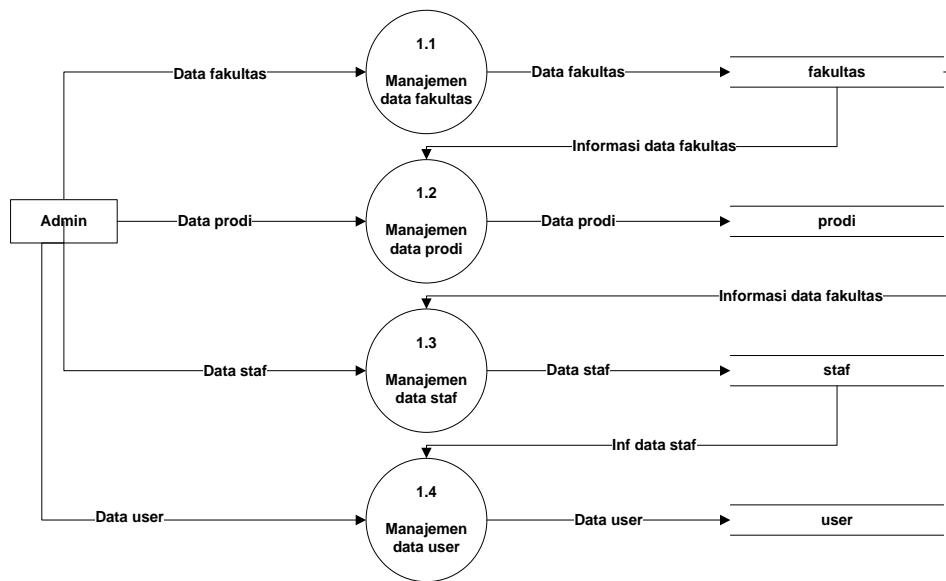 1.1
Manajemen
data fakultas
Data fakultas
Data fakultas
fakultas
Informasi data fakultas
1.2
Manajemen
data prodi
Admin
Data prodi
Data prodi
prodi
Informasi data fakultas
1.3
Manajemen
data staf
Data staf
Data staf
staf
Inf data staf
1.4
Manajemen
data user
Data user
Data user
user